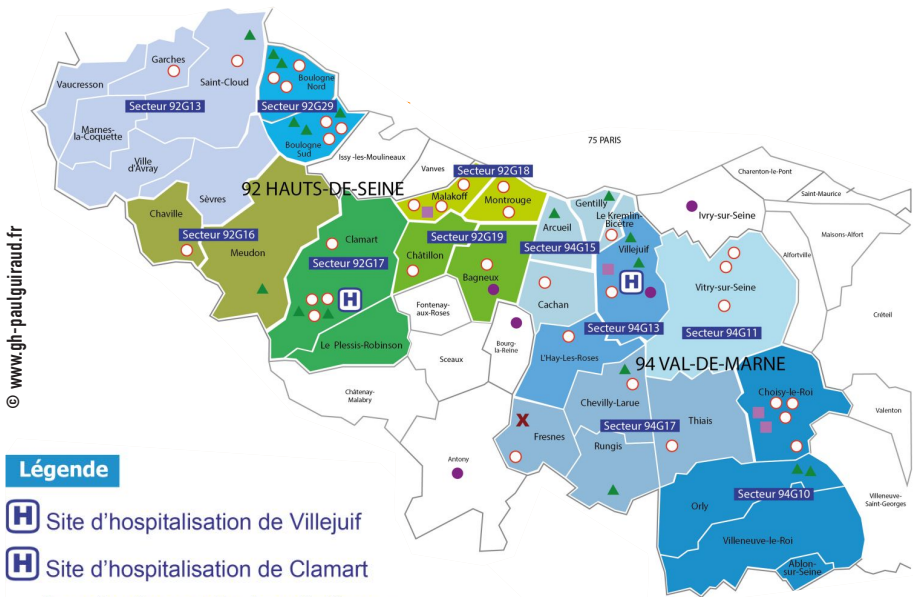 © www.gh-paulguiraud.fr
Garches
Saint-Cloud
Vaucresson
Secteur 92G13
Marnes-
la-Coquette
Ville
d'Avray
Sèvres
Boulogne
Nord
Secteur 92G29
Boulogne
Sud
Issy -les-Moulineaux
75 PARIS
Vanves
Secteur 92G18
Malakoff
Montrouge
92 HAUTS-DE-SEINE
Chaville
Secteur 92G16
Meudon
Clamart
Secteur 92G17
H
Le Plessis-Robinson
Secteur 92G19
Châtillon
Bagneux
Fontenay-
aux-Roses
Sceaux
Bourg-
la-Reine
Châtenay-
Malabry
Antony
Gentilly
Le Kremlin-
Bicêtre
Arcueil
Secteur 94G15
Cachan
Villejuif
H
Secteur 94G13
L'Hay-Les-Roses
Ivry-sur-Seine
Charenton-le-Pont
Saint-Maurice
Maisons-Alfort
Alfortville
Créteil
Vitry-sur-Seine
Secteur 94G11
94 VAL-DE-MARNE
Chevilly-Larue
Secteur 94G17
Thiais
X
Fresnes
Rungis
Choisy-le-Roi
Valenton
Secteur 94G10
Orly
Villeneuve-
Saint-Georges
Villeneuve-le-Roi
Ablon-
sur-Seine
Légende
H Site d'hospitalisation de Villejuif
H Site d'hospitalisation de Clamart